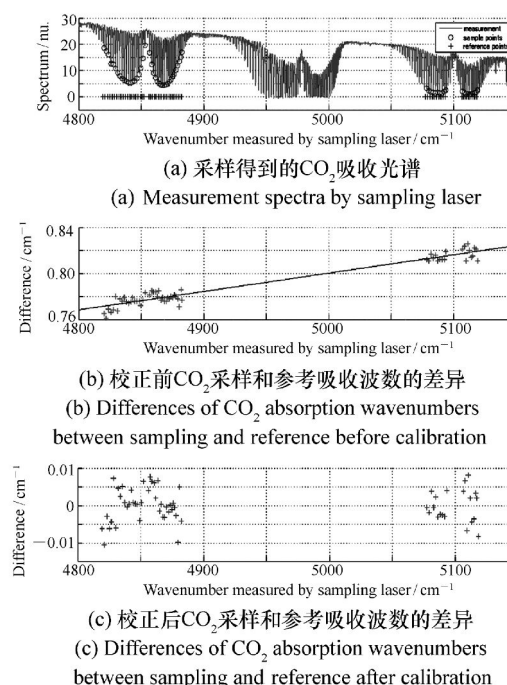 30
measurement
sample points
reference points
25
20
15
10
5
0
Spectrum/nu.
4800 4900 5000 5100
Wavenumber measured by sampling laser/cm⁻¹
(a) 采样得到的CO₂吸收光谱
(a) Measurement spectra by sampling laser
0.84
0.80
0.76
Difference/cm⁻¹
4800 4900 5000 5100
Wavenumber measured by sampling laser/cm⁻¹
(b) 校正前CO₂采样和参考吸收波数的差异
(b) Differences of CO₂ absorption wavenumbers
between sampling and reference before calibration
0.01
0
−0.01
Difference/cm⁻¹
4800 4900 5000 5100
Wavenumber measured by sampling laser/cm⁻¹
(c) 校正后CO₂采样和参考吸收波数的差异
(c) Differences of CO₂ absorption wavenumbers
between sampling and reference after calibration